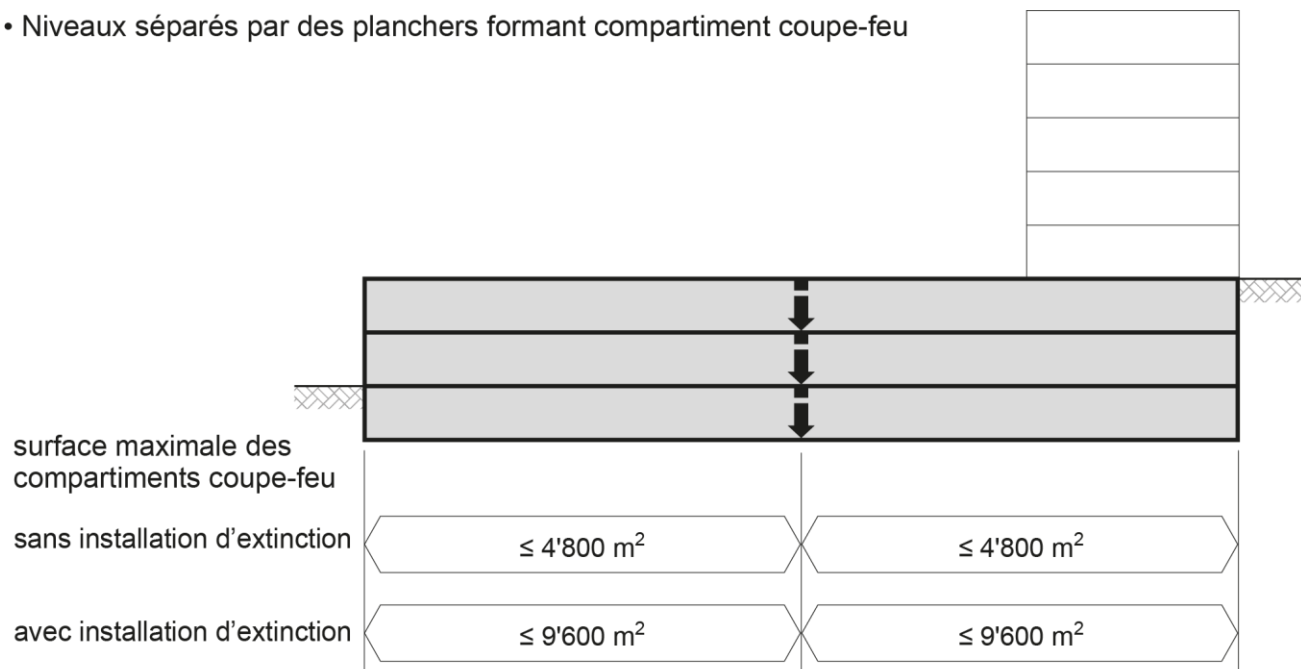 • Niveaux séparés par des planchers formant compartiment coupe-feu
surface maximale des
compartiments coupe-feu
sans installation d’extinction
≤ 4'800 m²
≤ 4'800 m²
avec installation d’extinction
≤ 9'600 m²
≤ 9'600 m²